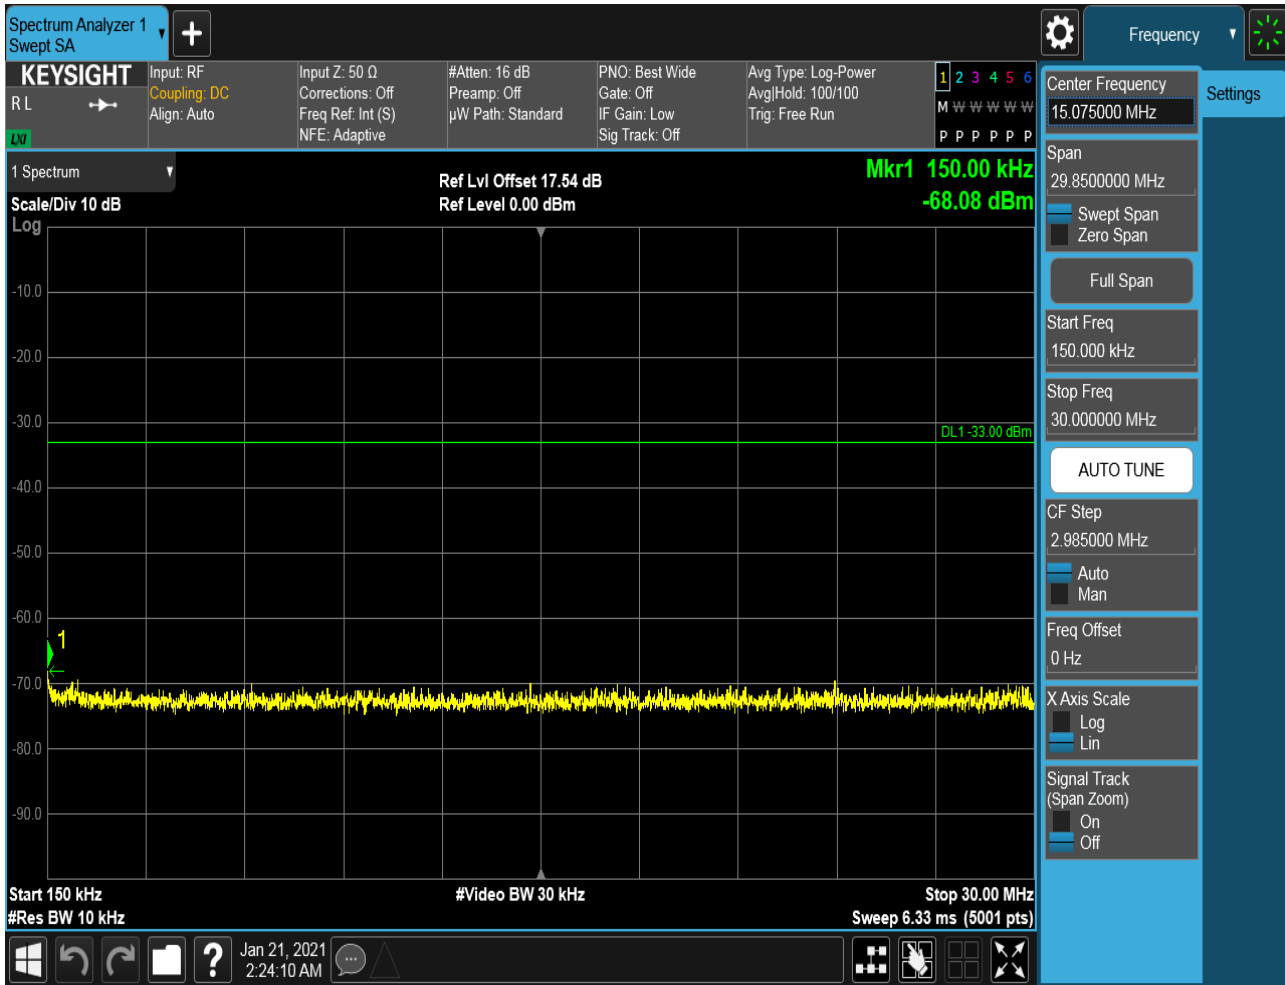 Spectrum Analyzer 1
Swept SA
+
Frequency
KEYSIGHT
R L
LXI
Input: RF
Coupling: DC
Align: Auto
Input Z: 50 Ω
Corrections: Off
Freq Ref: Int (S)
NFE: Adaptive
#Atten: 16 dB
Preamp: Off
µW Path: Standard
PNO: Best Wide
Gate: Off
IF Gain: Low
Sig Track: Off
Avg Type: Log-Power
Avg|Hold: 100/100
Trig: Free Run
1 2 3 4 5 6
M W W W W W
P P P P P P
1 Spectrum
Scale/Div 10 dB
Log
Ref Lvl Offset 17.54 dB
Ref Level 0.00 dBm
Mkr1 150.00 kHz
-68.08 dBm
-10.0
-20.0
-30.0
DL1 -33.00 dBm
-40.0
-50.0
-60.0
1
-70.0
-80.0
-90.0
Start 150 kHz
#Video BW 30 kHz
Stop 30.00 MHz
#Res BW 10 kHz
Sweep 6.33 ms (5001 pts)
?
Jan 21, 2021
2:24:10 AM
Center Frequency
15.075000 MHz
Span
29.8500000 MHz
Swept Span
Zero Span
Full Span
Start Freq
150.000 kHz
Stop Freq
30.000000 MHz
AUTO TUNE
CF Step
2.985000 MHz
Auto
Man
Freq Offset
0 Hz
X Axis Scale
Log
Lin
Signal Track
(Span Zoom)
On
Off
Settings